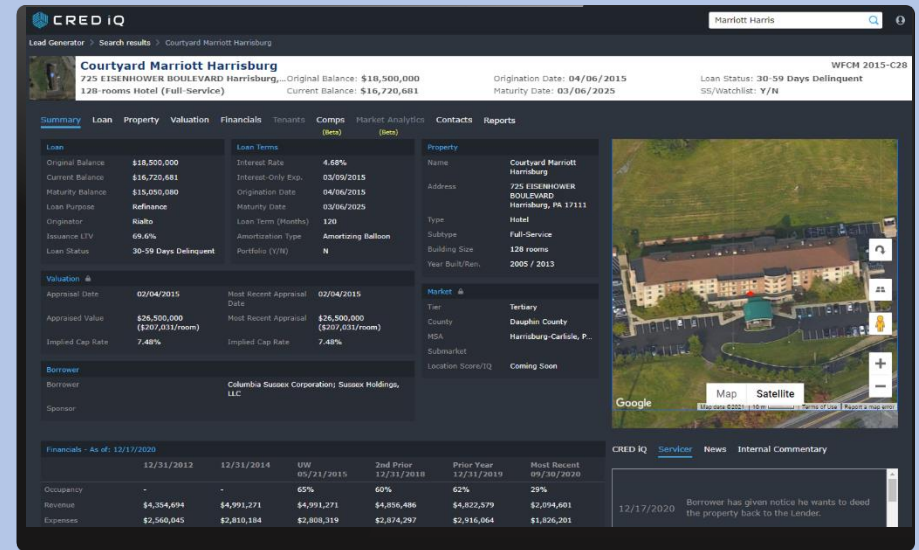 CRED iQ
Marriott Harris
Lead Generator > Search results > Courtyard Marriott Harrisburg
Courtyard Marriott Harrisburg
WFCM 2015-C28
725 EISENHOWER BOULEVARD Harrisburg,... Original Balance: $18,500,000 Origination Date: 04/06/2015 Loan Status: 30-59 Days Delinquent
128-rooms Hotel (Full-Service) Current Balance: $16,720,681 Maturity Date: 03/06/2025 SS/Watchlist: Y/N
Summary Loan Property Valuation Financials Tenants Comps Market Analytics Contacts Reports
(Beta) (Beta)
Loan
Original Balance $18,500,000
Current Balance $16,720,681
Maturity Balance $15,050,080
Loan Purpose Refinance
Originator Rialto
Issuance LTV 69.6%
Loan Status 30-59 Days Delinquent
Loan Terms
Interest Rate 4.68%
Interest-Only Exp. 03/09/2015
Origination Date 04/06/2015
Maturity Date 03/06/2025
Loan Term (Months) 120
Amortization Type Amortizing Balloon
Portfolio (Y/N) N
Property
Name Courtyard Marriott
Harrisburg
Address 725 EISENHOWER
BOULEVARD
Harrisburg, PA 17111
Type Hotel
Subtype Full-Service
Building Size 128 rooms
Year Built/Ren. 2005 / 2013
Valuation
Appraisal Date 02/04/2015 Most Recent Appraisal 02/04/2015
Date
Appraised Value $26,500,000 Most Recent Appraisal $26,500,000
($207,031/room) ($207,031/room)
Implied Cap Rate 7.48% Implied Cap Rate 7.48%
Market
Tier Tertiary
County Dauphin County
MSA Harrisburg-Carlisle, P...
Submarket
Location Score/IQ Coming Soon
Borrower
Borrower Columbia Sussex Corporation; Sussex Holdings,
LLC
Sponsor
Map Satellite
Google
Map data ©2021 10 m Terms of Use Report a map error
Financials - As of: 12/17/2020
12/31/2012 12/31/2014 UW 2nd Prior Prior Year Most Recent
05/21/2015 12/31/2018 12/31/2019 09/30/2020
Occupancy - - 65% 60% 62% 29%
Revenue $4,354,694 $4,991,271 $4,991,271 $4,856,486 $4,822,579 $2,094,601
Expenses $2,560,045 $2,810,184 $2,808,319 $2,874,297 $2,916,064 $1,826,201
CRED iQ Servicer News Internal Commentary
12/17/2020 Borrower has given notice he wants to deed
the property back to the Lender.